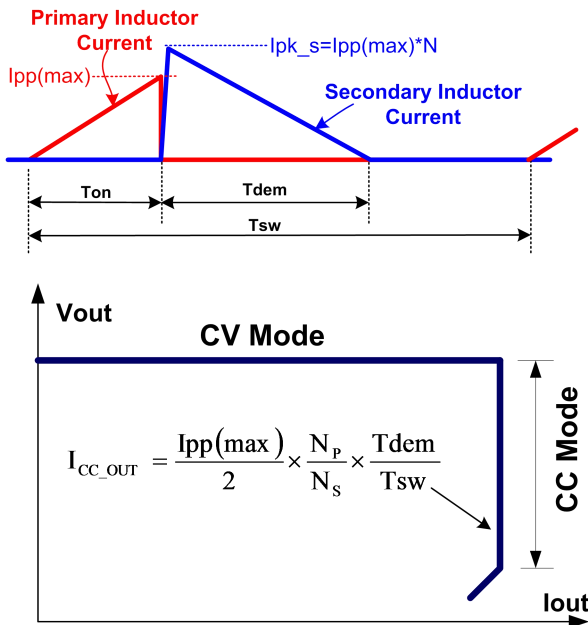 Primary Inductor
Current
Ipk_s=Ipp(max)*N
Ipp(max)
Secondary Inductor
Current
Ton
Tdem
Tsw
Vout
CV Mode
I_CC_OUT = Ipp(max)/2 × N_P/N_S × Tdem/Tsw
CC Mode
Iout